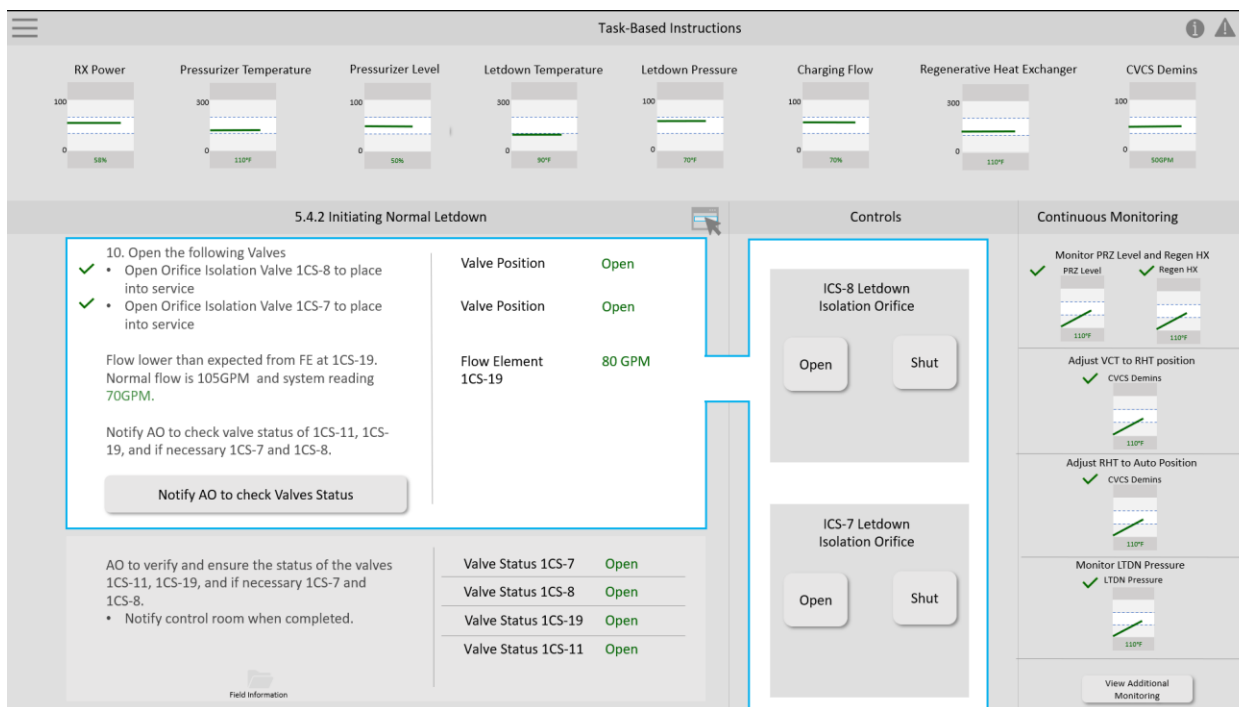 Task-Based Instructions
RX Power
Pressurizer Temperature
Pressurizer Level
Letdown Temperature
Letdown Pressure
Charging Flow
Regenerative Heat Exchanger
CVCS Demins
100
0
58%
300
0
110°F
100
0
50%
300
0
90°F
100
0
70°F
100
0
70%
300
0
110°F
100
0
50GPM
5.4.2 Initiating Normal Letdown
10. Open the following Valves
• Open Orifice Isolation Valve 1CS-8 to place
into service
• Open Orifice Isolation Valve 1CS-7 to place
into service
Flow lower than expected from FE at 1CS-19.
Normal flow is 105GPM and system reading
70GPM.
Notify AO to check valve status of 1CS-11, 1CS-
19, and if necessary 1CS-7 and 1CS-8.
Notify AO to check Valves Status
Valve Position Open
Valve Position Open
Flow Element 80 GPM
1CS-19
AO to verify and ensure the status of the valves
1CS-11, 1CS-19, and if necessary 1CS-7 and
1CS-8.
• Notify control room when completed.
Field Information
Valve Status 1CS-7 Open
Valve Status 1CS-8 Open
Valve Status 1CS-19 Open
Valve Status 1CS-11 Open
Controls
ICS-8 Letdown
Isolation Orifice
Open
Shut
ICS-7 Letdown
Isolation Orifice
Open
Shut
Continuous Monitoring
Monitor PRZ Level and Regen HX
PRZ Level
Regen HX
110°F
110°F
Adjust VCT to RHT position
CVCS Demins
110°F
Adjust RHT to Auto Position
CVCS Demins
110°F
Monitor LTDN Pressure
LTDN Pressure
110°F
View Additional
Monitoring